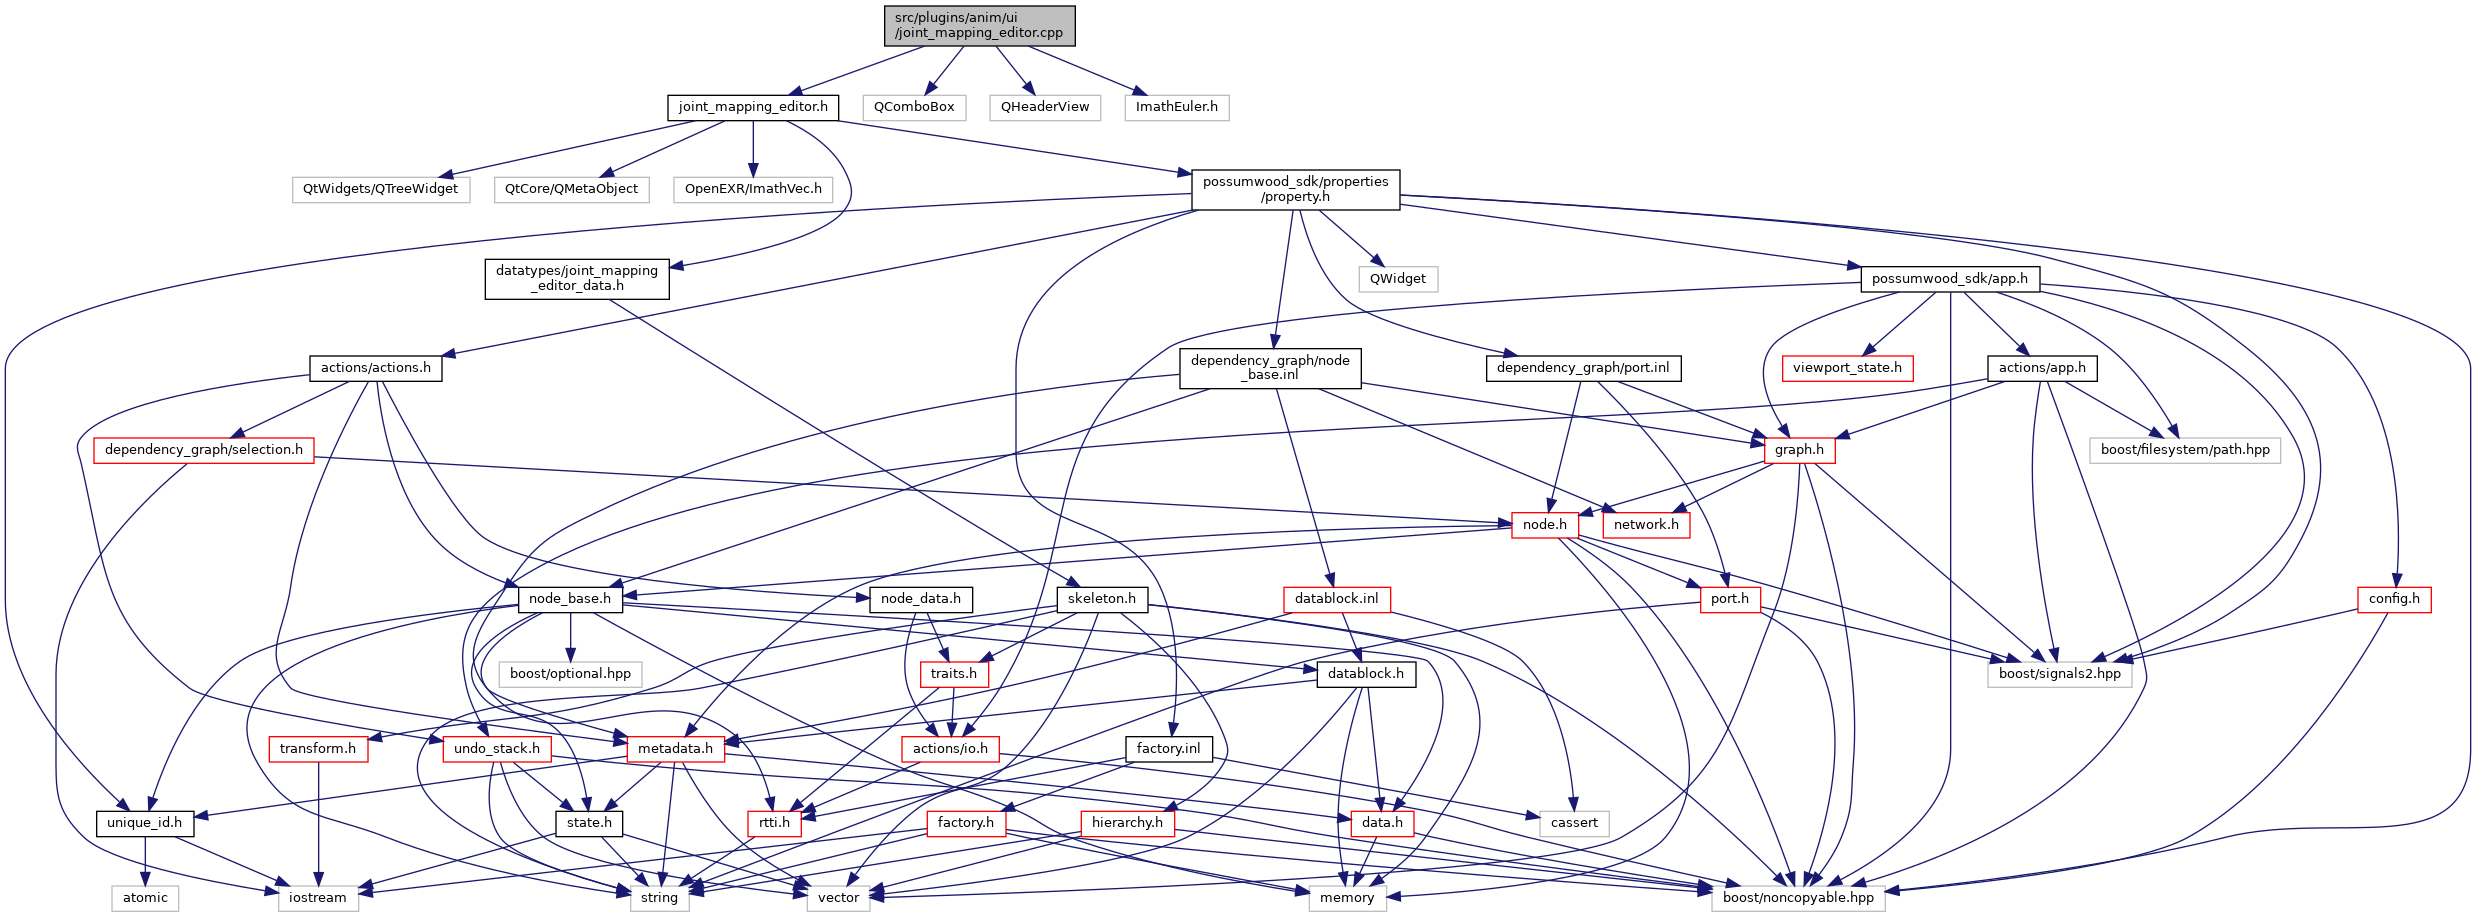 src/plugins/anim/ui
/joint_mapping_editor.cpp
joint_mapping_editor.h
QComboBox
QHeaderView
ImathEuler.h
QtWidgets/QTreeWidget
QtCore/QMetaObject
OpenEXR/ImathVec.h
possumwood_sdk/properties
/property.h
datatypes/joint_mapping
_editor_data.h
QWidget
possumwood_sdk/app.h
actions/actions.h
dependency_graph/node
_base.inl
dependency_graph/port.inl
viewport_state.h
actions/app.h
dependency_graph/selection.h
graph.h
boost/filesystem/path.hpp
node.h
network.h
node_base.h
node_data.h
skeleton.h
datablock.inl
port.h
config.h
boost/optional.hpp
traits.h
datablock.h
boost/signals2.hpp
transform.h
undo_stack.h
metadata.h
actions/io.h
factory.inl
unique_id.h
state.h
rtti.h
factory.h
hierarchy.h
data.h
cassert
atomic
iostream
string
vector
memory
boost/noncopyable.hpp